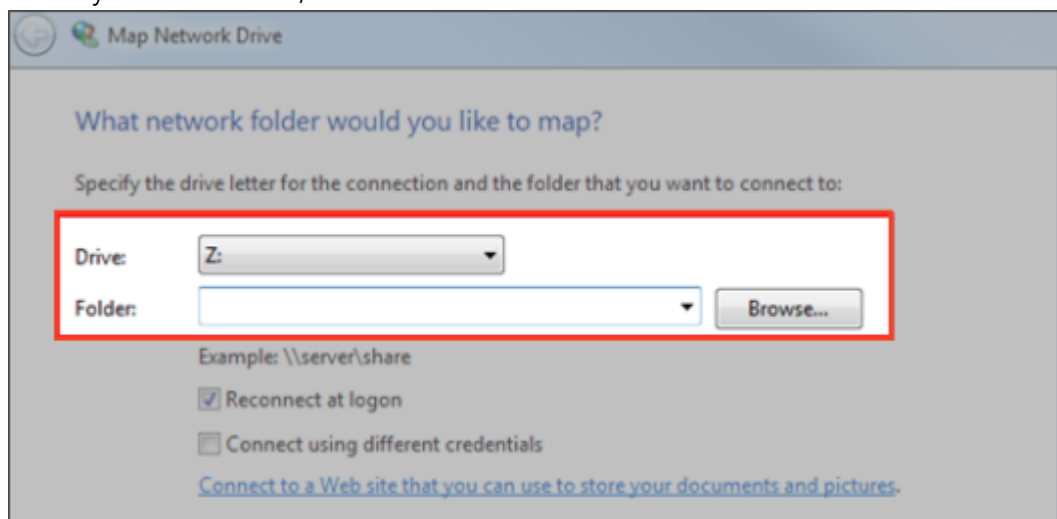 Map Network Drive
What network folder would you like to map?
Specify the drive letter for the connection and the folder that you want to connect to:
Drive: Z:
Folder: Browse...
Example: \\server\share
Reconnect at logon
Connect using different credentials
Connect to a Web site that you can use to store your documents and pictures.